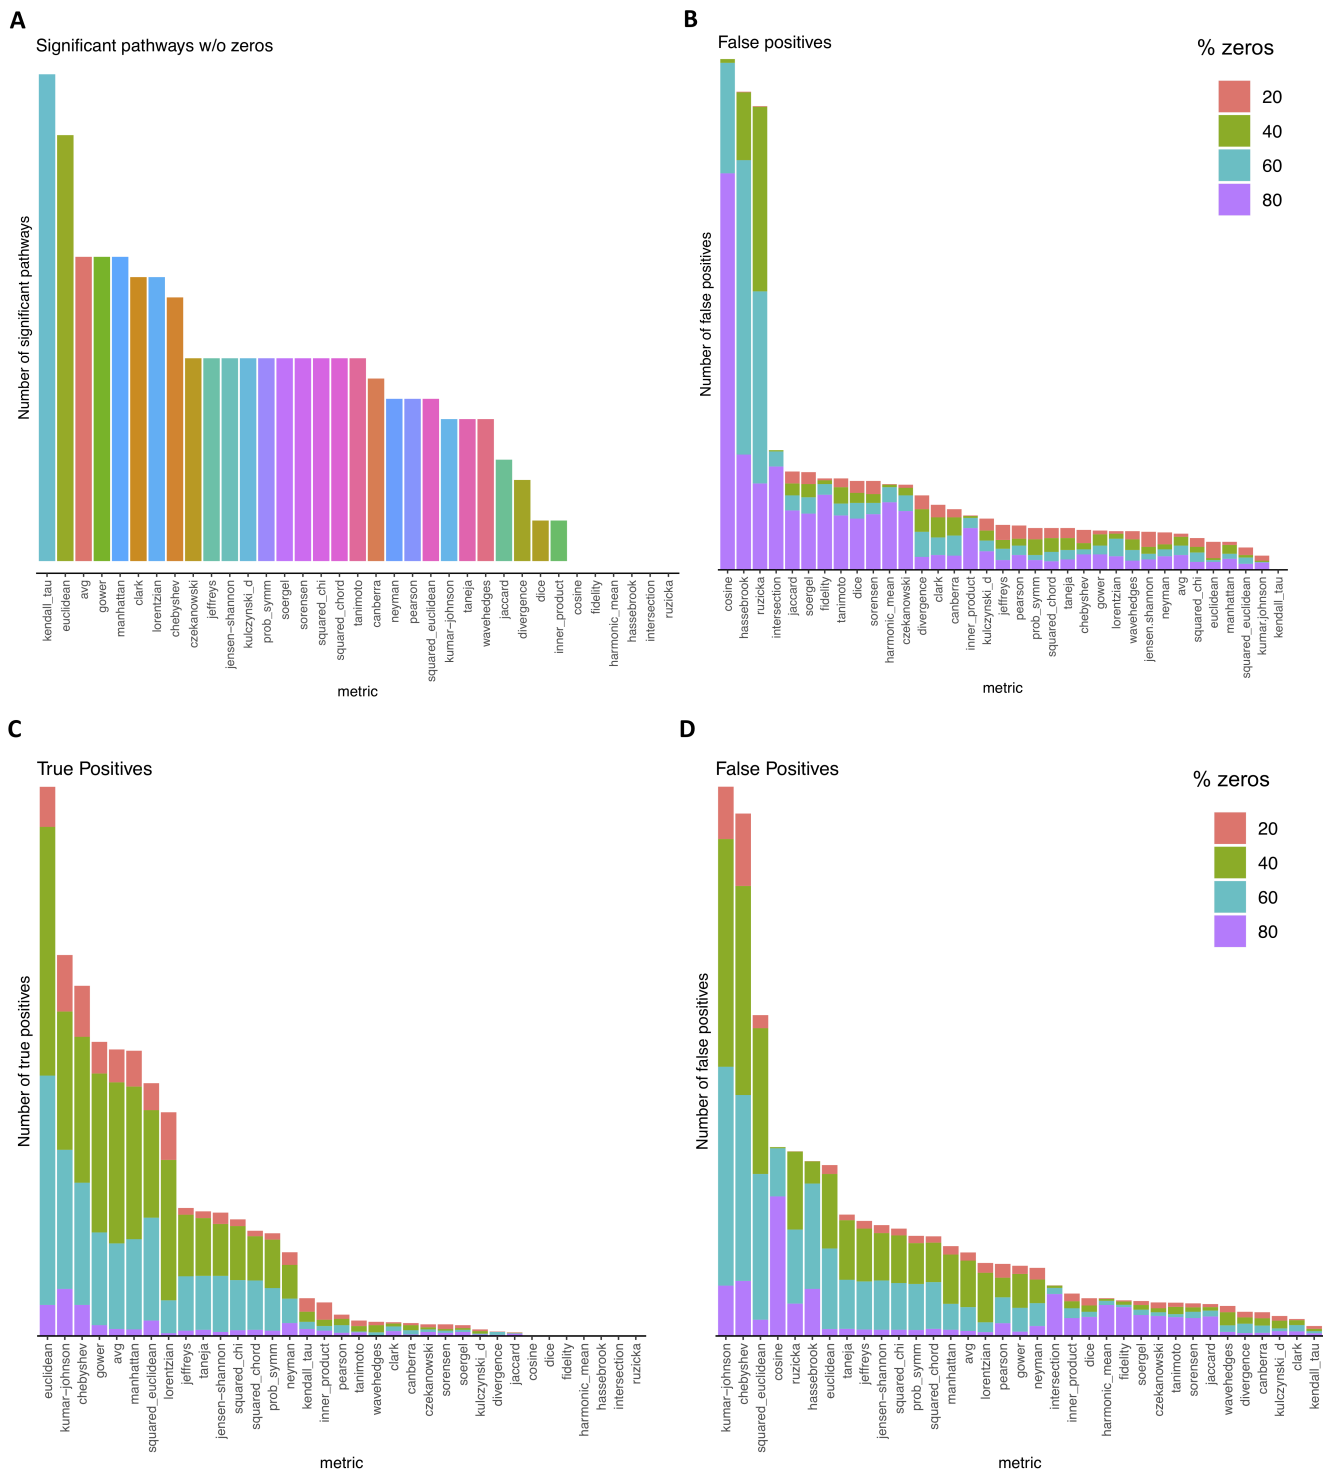 A
Significant pathways w/o zeros
Number of significant pathways
kendall_tau
euclidean
avg
gower
manhattan
clark
lorentzian
chebyshev
czekanowski
jeffreys
jensen−shannon
kulczynski_d
prob_symm
soergel
sorensen
squared_chi
squared_chord
tanimoto
canberra
neyman
pearson
squared_euclidean
kumar−johnson
taneja
wavehedges
jaccard
divergence
dice
inner_product
cosine
fidelity
harmonic_mean
hassebrook
intersection
ruzicka
metric
B
False positives
Number of false positives
% zeros
20
40
60
80
cosine
hassebrook
ruzicka
intersection
jaccard
soergel
fidelity
tanimoto
dice
sorensen
harmonic_mean
czekanowski
divergence
clark
canberra
inner_product
kulczynski_d
jeffreys
pearson
prob_symm
squared_chord
taneja
chebyshev
gower
lorentzian
wavehedges
jensen.shannon
neyman
avg
squared_chi
euclidean
manhattan
squared_euclidean
kumar.johnson
kendall_tau
metric
C
True Positives
Number of true positives
euclidean
kumar−johnson
chebyshev
gower
avg
manhattan
squared_euclidean
lorentzian
jeffreys
taneja
jensen−shannon
squared_chi
squared_chord
prob_symm
neyman
kendall_tau
inner_product
pearson
tanimoto
wavehedges
clark
canberra
czekanowski
sorensen
soergel
kulczynski_d
divergence
jaccard
cosine
dice
fidelity
harmonic_mean
hassebrook
intersection
ruzicka
metric
D
False Positives
Number of false positives
% zeros
20
40
60
80
kumar−johnson
chebyshev
squared_euclidean
cosine
ruzicka
hassebrook
euclidean
taneja
jeffreys
jensen−shannon
squared_chi
prob_symm
squared_chord
manhattan
avg
lorentzian
pearson
gower
neyman
intersection
inner_product
dice
harmonic_mean
fidelity
soergel
czekanowski
tanimoto
sorensen
jaccard
wavehedges
divergence
canberra
kulczynski_d
clark
kendall_tau
metric